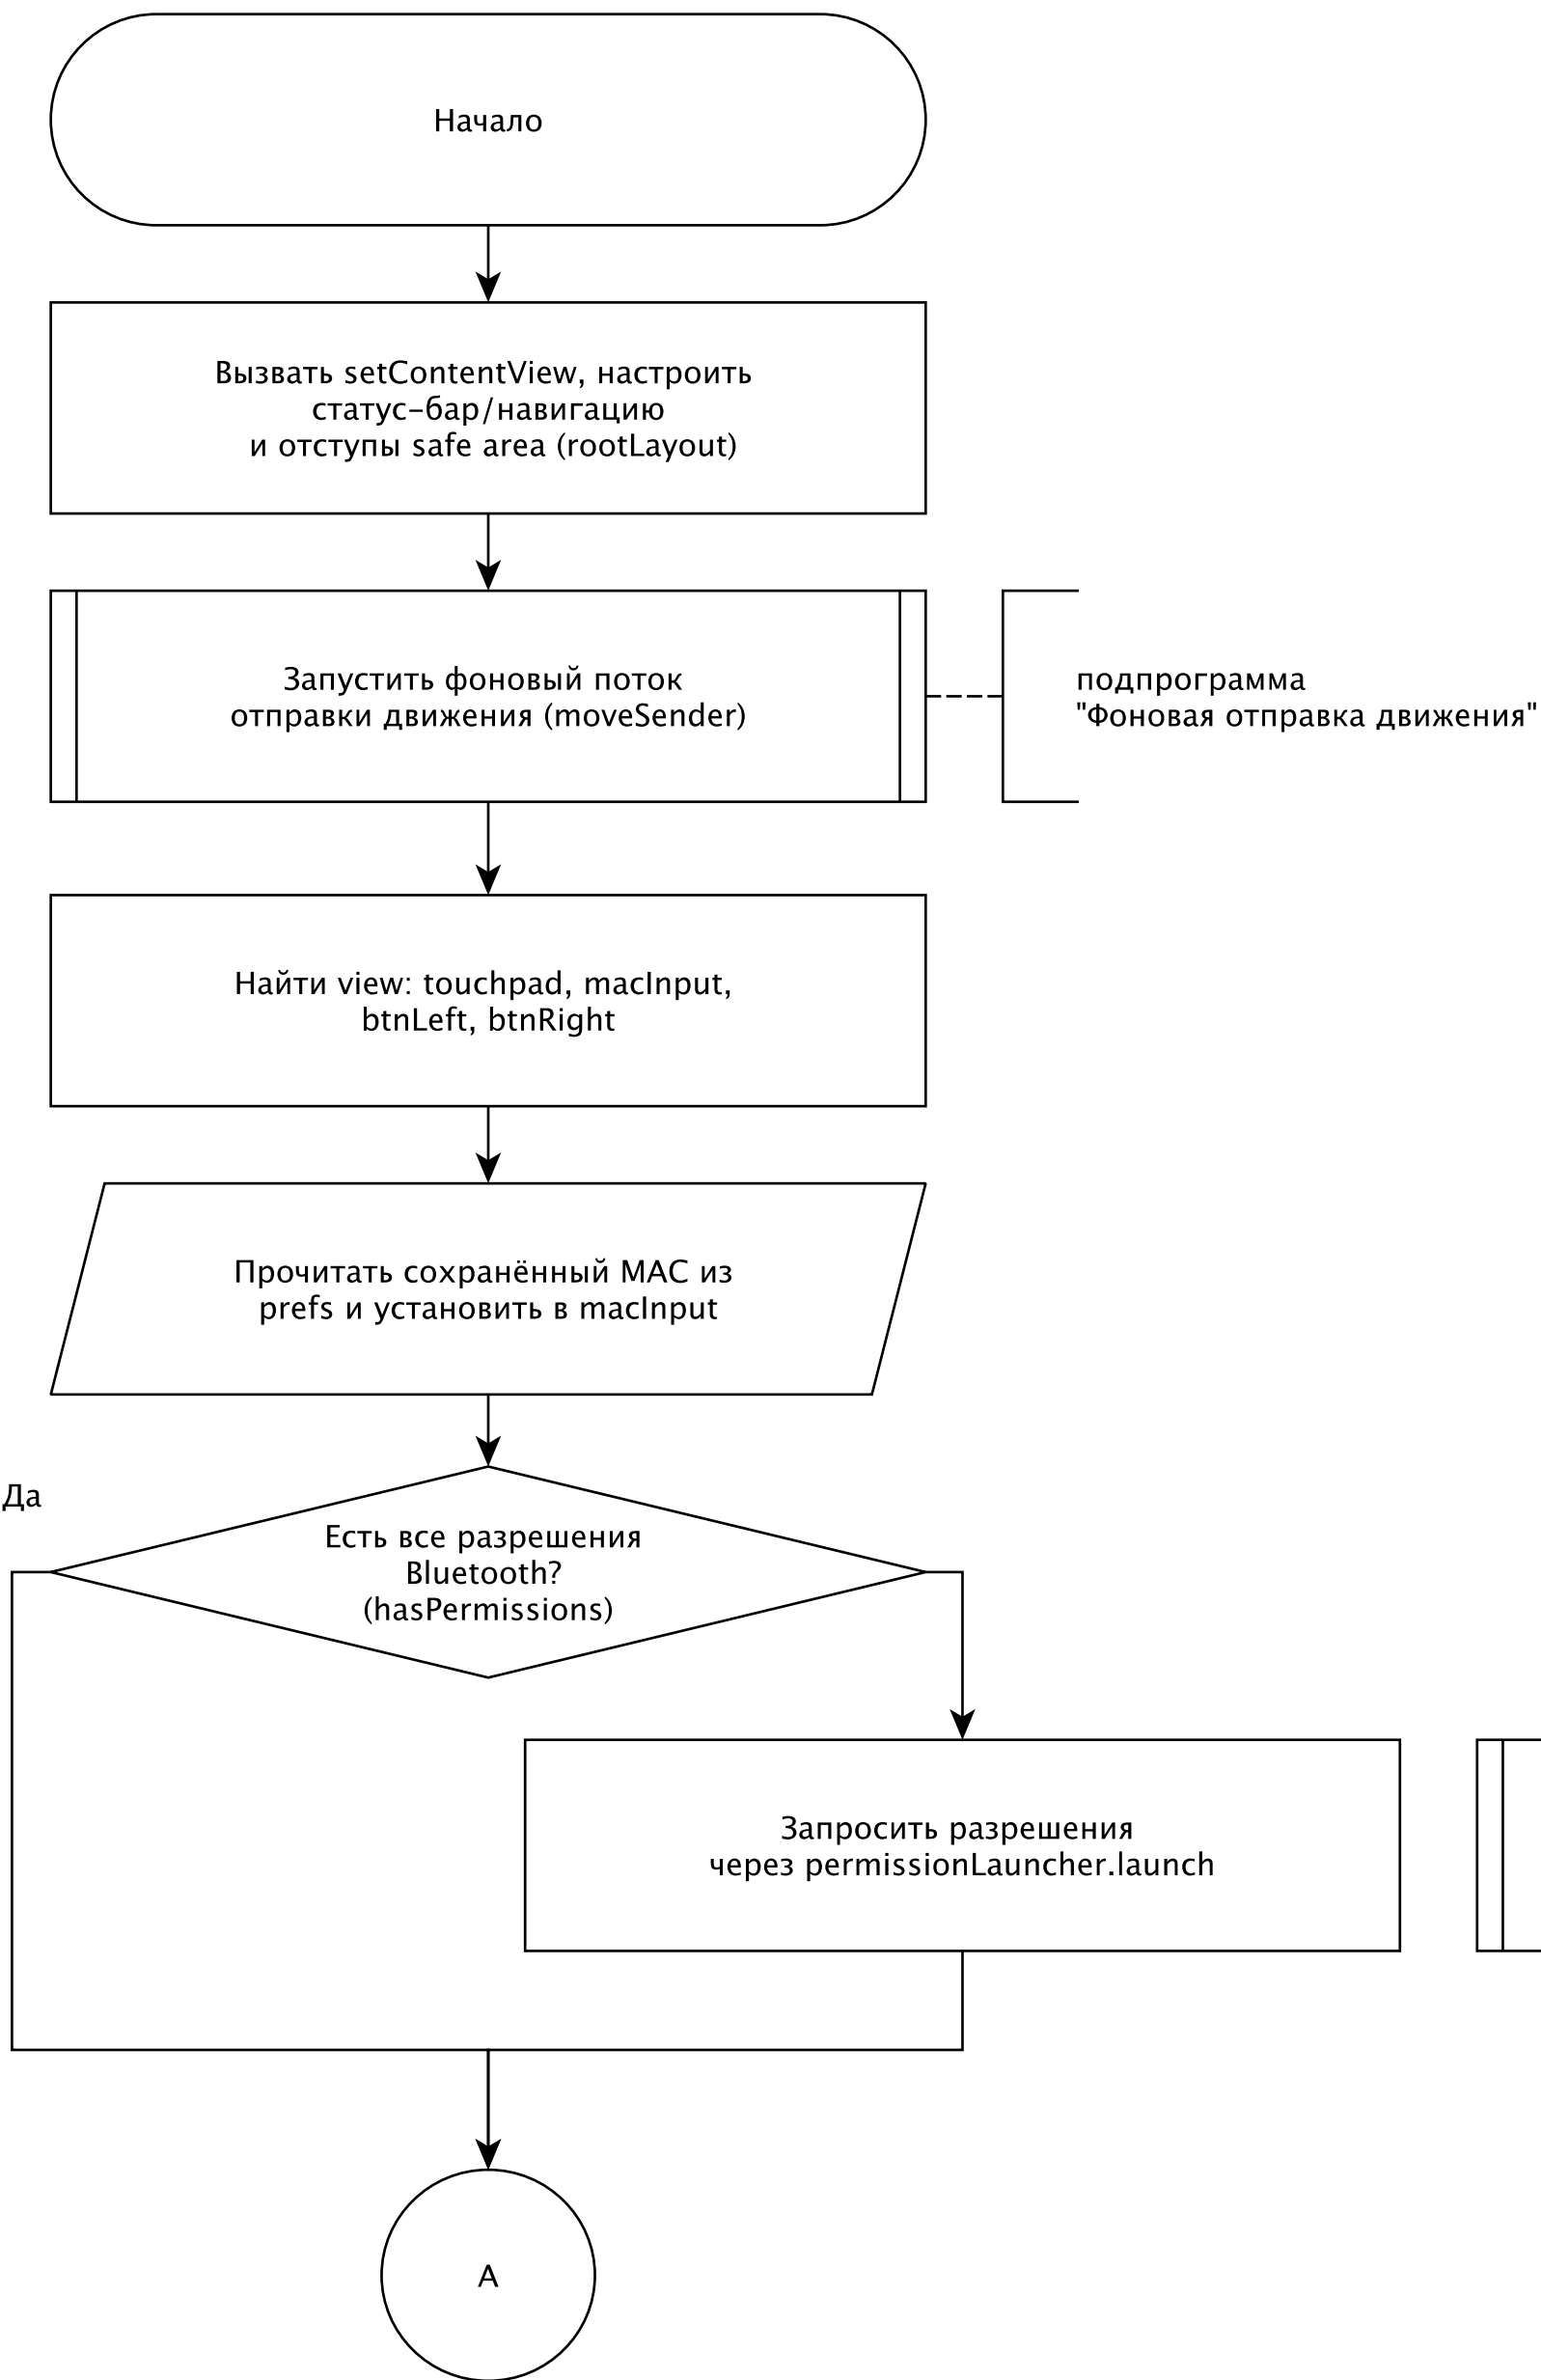 Начало
Вызвать setContentView, настроить
статус-бар/навигацию
и отступы safe area (rootLayout)
Запустить фоновый поток
отправки движения (moveSender)
подпрограмма
"Фоновая отправка движения"
Найти view: touchpad, macInput,
btnLeft, btnRight
Прочитать сохранённый MAC из
prefs и установить в macInput
Да
Есть все разрешения
Bluetooth?
(hasPermissions)
Запросить разрешения
через permissionLauncher.launch
A